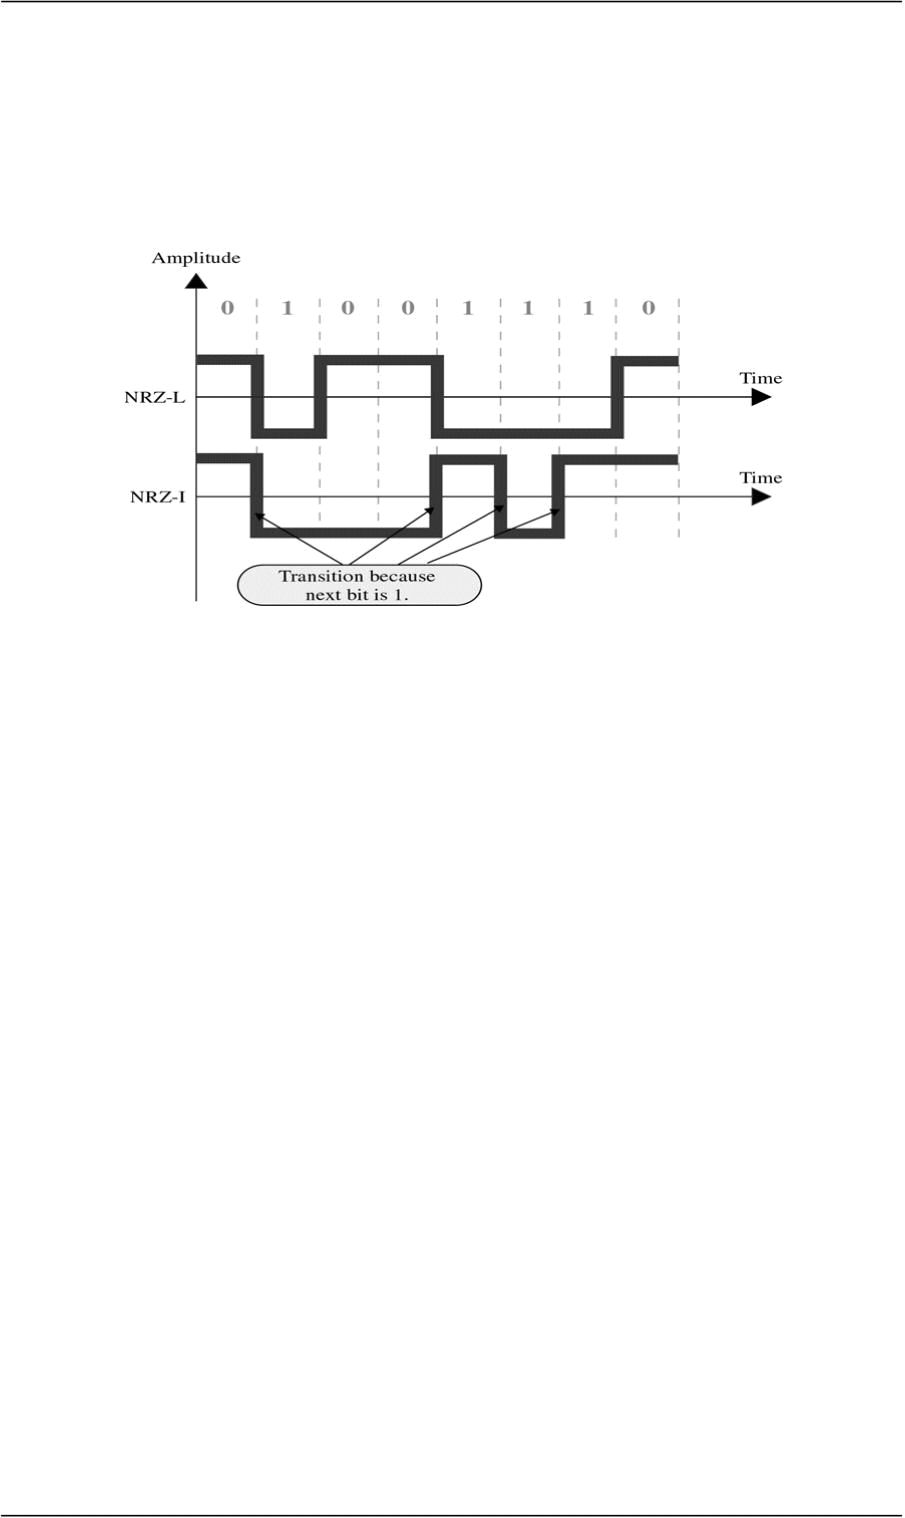 Amplitude
0 1 0 0 1 1 1 0
Time
NRZ-L
Time
NRZ-I
Transition because
next bit is 1.